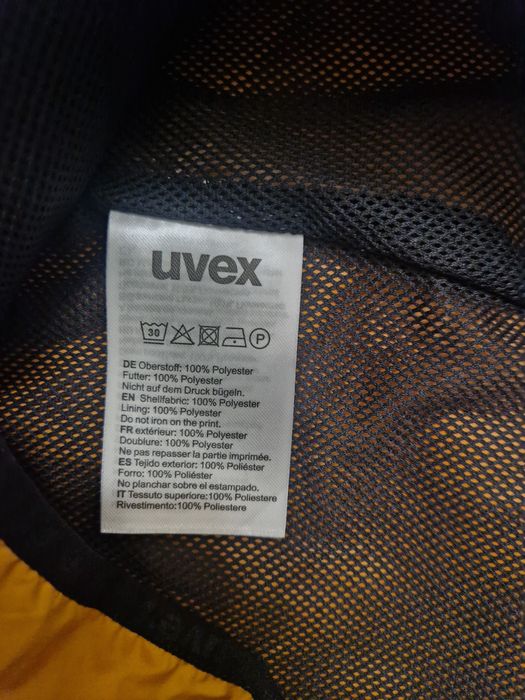 uvex
30
P
DE Oberstoff: 100% Polyester
Futter: 100% Polyester
Nicht auf dem Druck bügeln.
EN Shellfabric: 100% Polyester
Lining: 100% Polyester
Do not iron on the print.
FR extérieur: 100% Polyester
Doublure: 100% Polyester
Ne pas repasser la partie imprimée.
ES Tejido exterior: 100% Poliéster
Forro: 100% Poliéster
No planchar sobre el estampado.
IT Tessuto superiore:100% Poliestere
Rivestimento:100% Poliestere